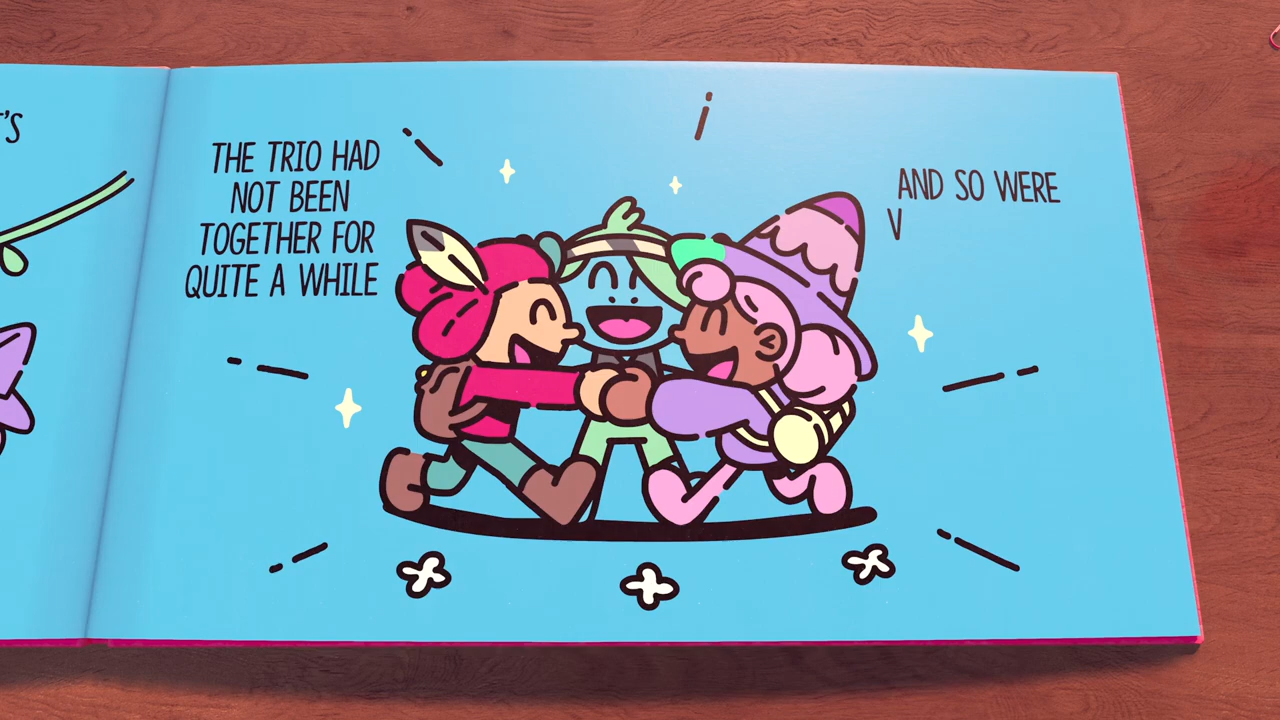 T'S
THE TRIO HAD
NOT BEEN
TOGETHER FOR
QUITE A WHILE
AND SO WERE
V